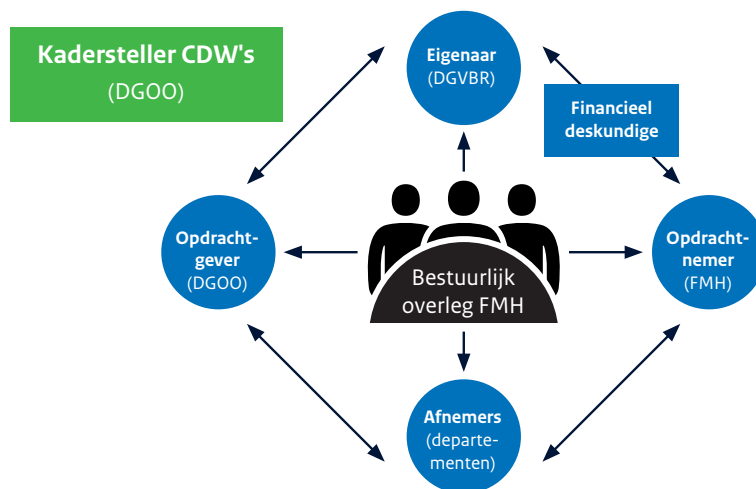 Kadersteller CDW's
(DGOO)
Eigenaar
(DGVBR)
Financieel
deskundige
Opdracht-
gever
(DGOO)
Bestuurlijk
overleg FMH
Opdracht-
nemer
(FMH)
Afnemers
(departe-
menten)